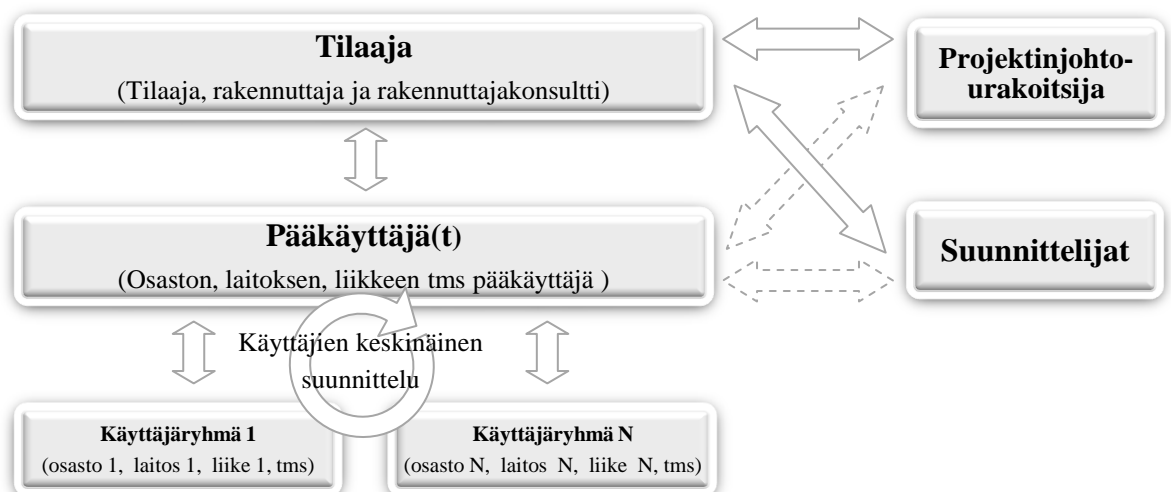 Tilaaja
(Tilaaja, rakennuttaja ja rakennuttajakonsultti)
Projektinjohto-
urakoitsija
Pääkäyttäjä(t)
(Osaston, laitoksen, liikkeen tms pääkäyttäjä )
Suunnittelijat
Käyttäjien keskinäinen
suunnittelu
Käyttäjäryhmä 1
(osasto 1, laitos 1, liike 1, tms)
Käyttäjäryhmä N
(osasto N, laitos N, liike N, tms)